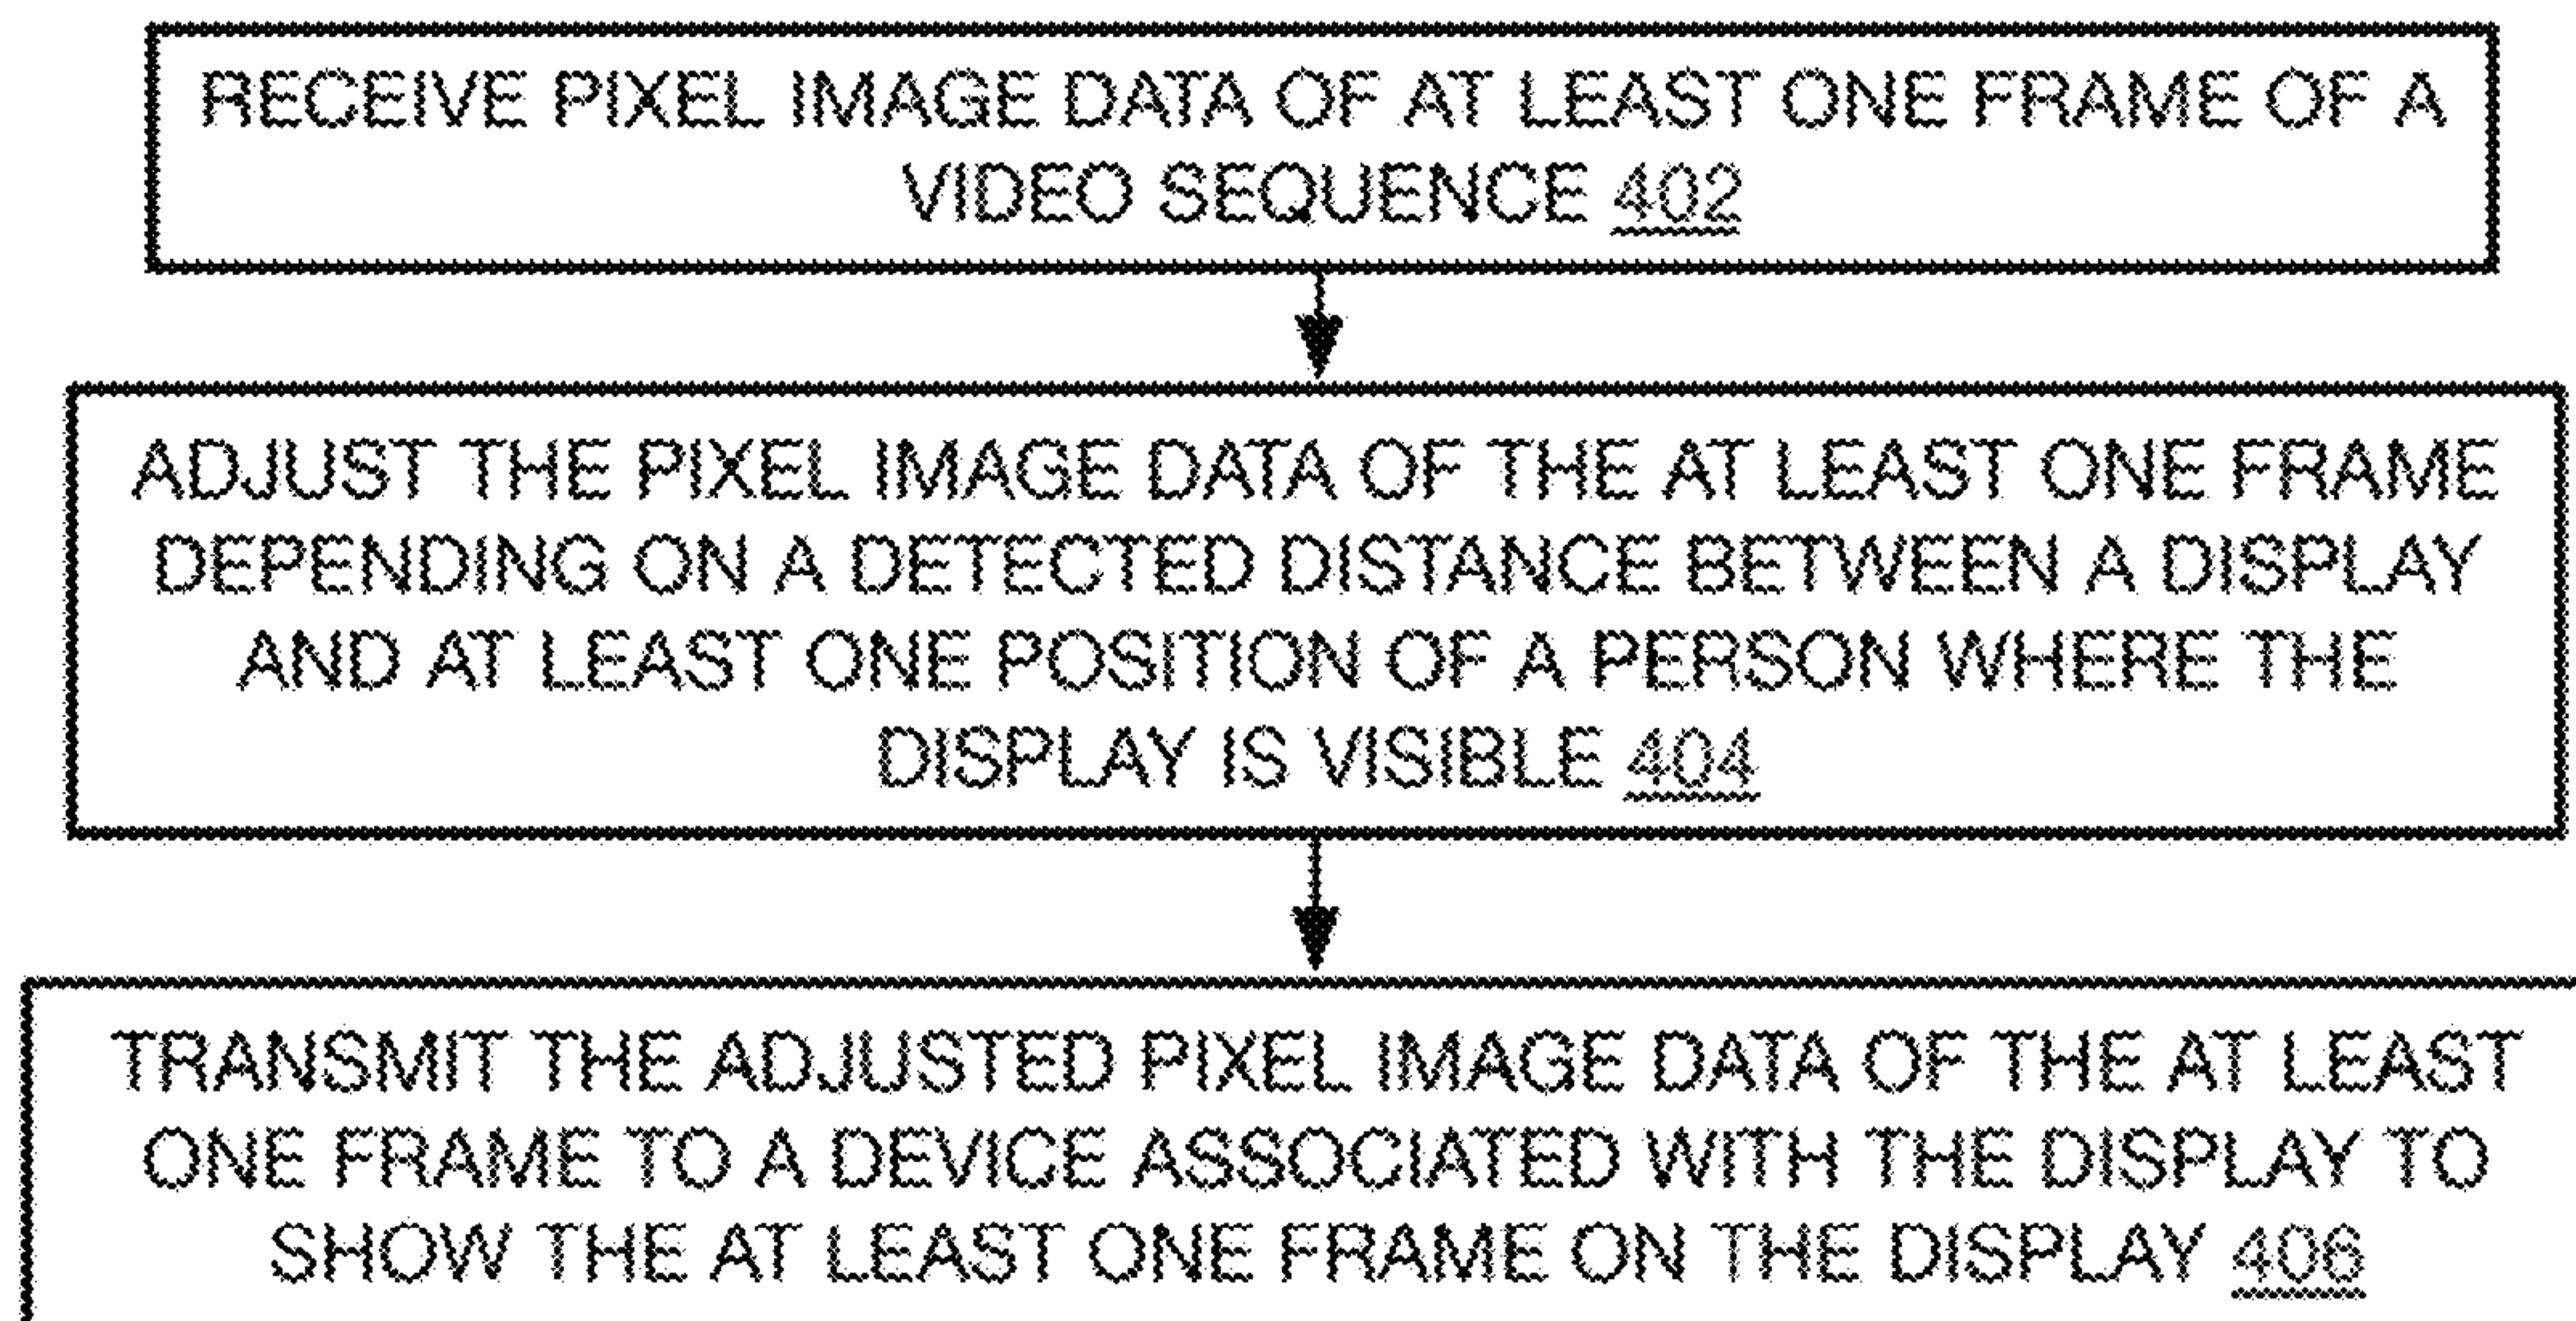 RECEIVE PIXEL IMAGE DATA OF AT LEAST ONE FRAME OF A
VIDEO SEQUENCE 402
ADJUST THE PIXEL IMAGE DATA OF THE AT LEAST ONE FRAME
DEPENDING ON A DETECTED DISTANCE BETWEEN A DISPLAY
AND AT LEAST ONE POSITION OF A PERSON WHERE THE
DISPLAY IS VISIBLE 404
TRANSMIT THE ADJUSTED PIXEL IMAGE DATA OF THE AT LEAST
ONE FRAME TO A DEVICE ASSOCIATED WITH THE DISPLAY TO
SHOW THE AT LEAST ONE FRAME ON THE DISPLAY 406